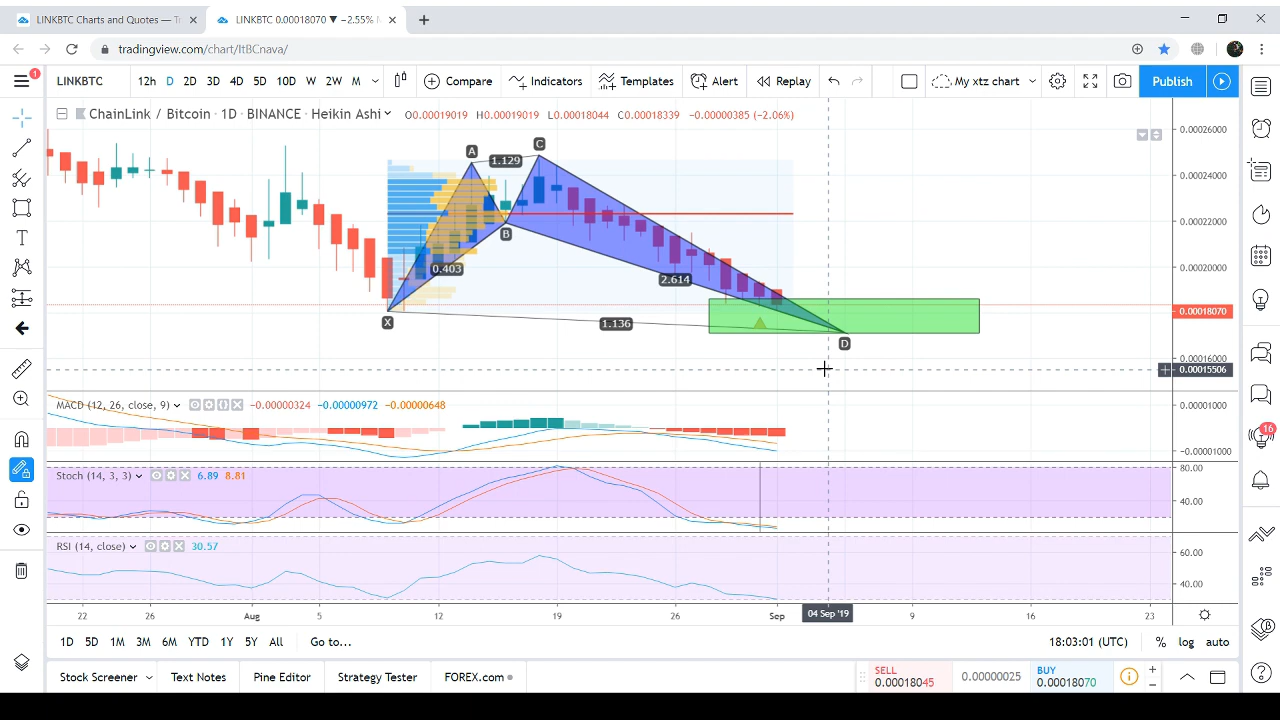 LINKBTC Charts and Quotes — Tr
LINKBTC 0.00018070 ▼ −2.55%
tradingview.com/chart/ItBCnava/
1
LINKBTC 12h D 2D 3D 4D 5D 10D W 2W M Compare Indicators Templates Alert Replay My xtz chart Publish
ChainLink / Bitcoin · 1D · BINANCE · Heikin Ashi O0.00019019 H0.00019019 L0.00018044 C0.00018339 −0.00000385 (−2.06%)
0.00026000
0.00024000
0.00022000
0.00020000
0.00018070
0.00016000
0.00015506
A
C
1.129
B
0.403
2.614
X
1.136
D
MACD (12, 26, close, 9) −0.00000324 −0.00000972 −0.00000648
0.00001000
−0.00001000
16
Stoch (14, 3, 3) 6.89 8.81
80.00
40.00
RSI (14, close) 30.57
60.00
40.00
22 26 Aug 5 12 19 26 Sep 04 Sep '19 9 16 23
1D 5D 1M 3M 6M YTD 1Y 5Y All Go to... 18:03:01 (UTC) % log auto
Stock Screener Text Notes Pine Editor Strategy Tester FOREX.com
SELL
0.00018045
0.00000025
BUY
0.00018070